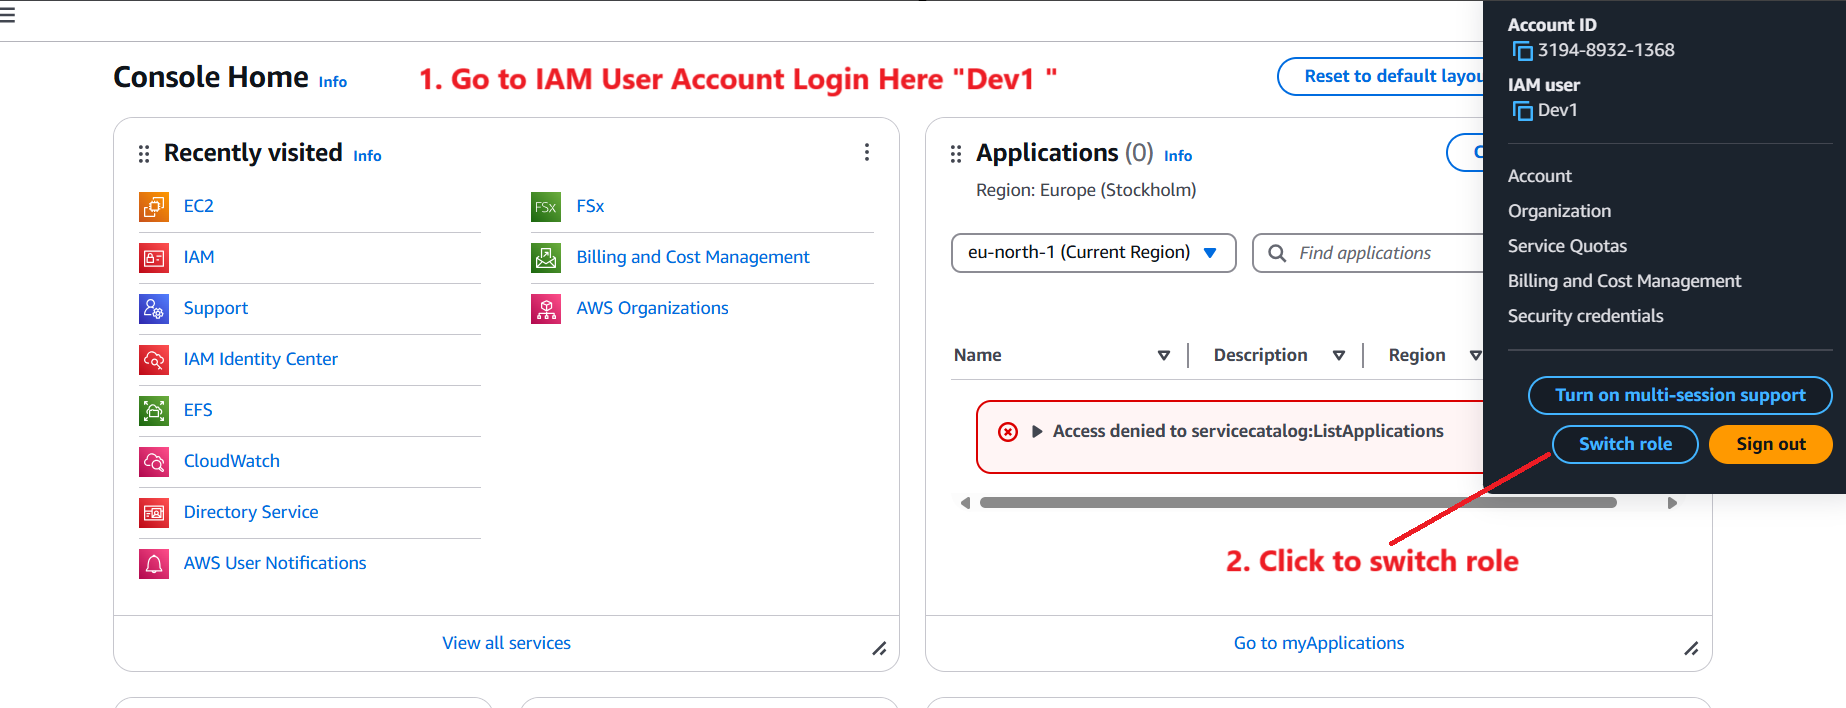 Console Home Info
1. Go to IAM User Account Login Here "Dev1 "
Reset to default layou
Account ID
3194-8932-1368
IAM user
Dev1
Account
Organization
Service Quotas
Billing and Cost Management
Security credentials
Turn on multi-session support
Switch role
Sign out
Recently visited Info
EC2
IAM
Support
IAM Identity Center
EFS
CloudWatch
Directory Service
AWS User Notifications
FSx
FSx
Billing and Cost Management
AWS Organizations
View all services
Applications (0) Info
C
Region: Europe (Stockholm)
eu-north-1 (Current Region)
Find applications
Name
Description
Region
Access denied to servicecatalog:ListApplications
2. Click to switch role
Go to myApplications